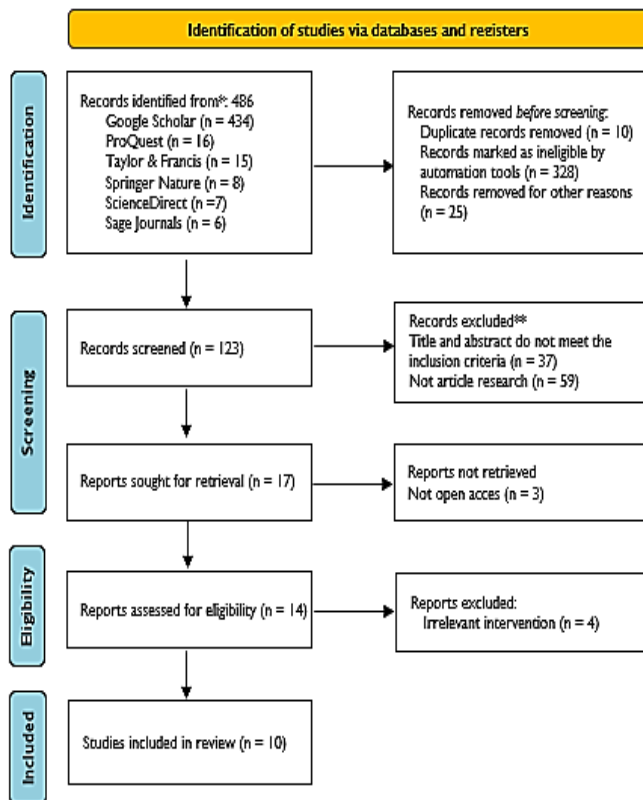 Identification of studies via databases and registers
Identification
Records identified from*: 486
Google Scholar (n = 434)
ProQuest (n = 16)
Taylor & Francis (n = 15)
Springer Nature (n = 8)
ScienceDirect (n =7)
Sage Journals (n = 6)
Records removed before screening:
Duplicate records removed (n = 10)
Records marked as ineligible by
automation tools
n = 328)
Records removed for other reasons
(n = 25)
Screening
Records screened (n = 123)
Records excluded**
Title and abstract do not meet the
inclusion criteria (n = 37)
Not article research (n = 59)
Reports sought for retrieval (n = 17)
Reports not retrieved
Not open acces (n = 3)
Eligibility
Reports assessed for eligibility (n = 14)
Reports excluded:
Irrelevant intervention (n = 4)
Included
Studies included in review (n = 10)